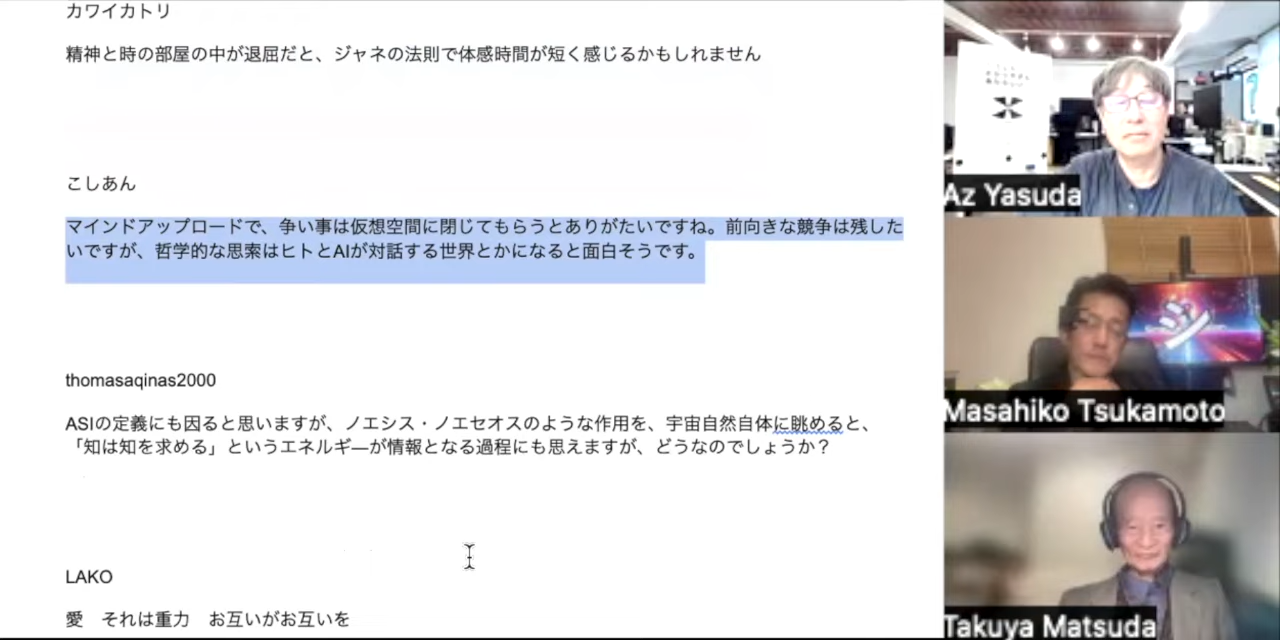 カワイカトリ
精神と時の部屋の中が退屈だと、ジャネの法則で体感時間が短く感じるかもしれません
こしあん
マインドアップロードで、争い事は仮想空間に閉じてもらうとありがたいですね。前向きな競争は残した
いですが、哲学的な思索はヒトとAIが対話する世界とかになると面白そうです。
thomasaqinas2000
ASIの定義にも因ると思いますが、ノエシス・ノエセオスのような作用を、宇宙自然自体に眺めると、
「知は知を求める」というエネルギ―が情報となる過程にも思えますが、どうなのでしょうか？
LAKO
愛　それは重力　お互いがお互いを
Az Yasuda
シン
Masahiko Tsukamoto
Takuya Matsuda